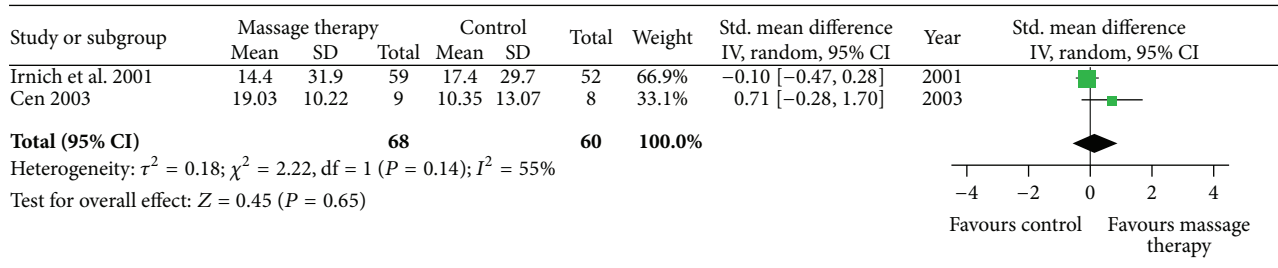 Study or subgroup Massage therapy Control Total Weight Std. mean difference Year Std. mean difference
Mean SD Total Mean SD IV, random, 95% CI IV, random, 95% CI
Irnich et al. 2001 14.4 31.9 59 17.4 29.7 52 66.9% −0.10 [−0.47, 0.28] 2001
Cen 2003 19.03 10.22 9 10.35 13.07 8 33.1% 0.71 [−0.28, 1.70] 2003
Total (95% CI) 68 60 100.0%
Heterogeneity: τ² = 0.18; χ² = 2.22, df = 1 (P = 0.14); I² = 55%
Test for overall effect: Z = 0.45 (P = 0.65)
−4 −2 0 2 4
Favours control Favours massage
therapy